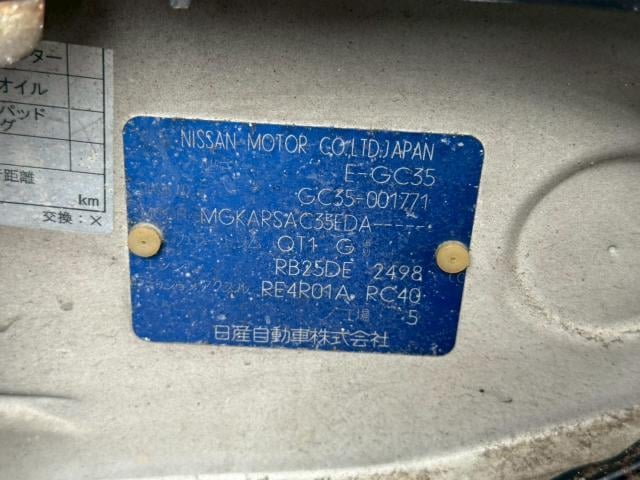 ター
オイル
パッド
グ
距離
km
交換：×
NISSAN MOTOR CO.,LTD.JAPAN
E-GC35
GC35-001771
MGKARSAC35EDA------
QT1 G
RB25DE 2498
RE4R01A RC40
工場 5
日産自動車株式会社